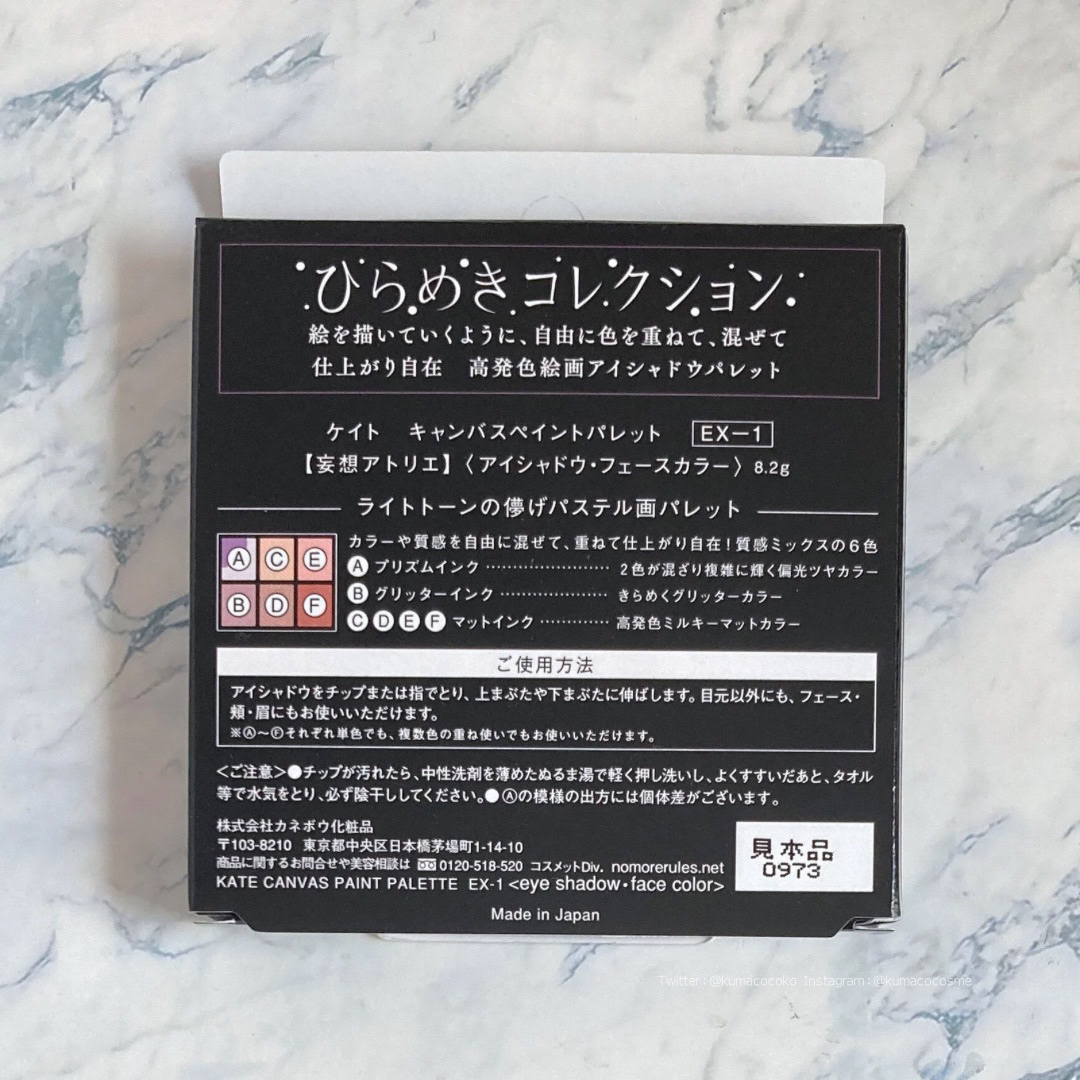 ひらめきコレクション
絵を描いていくように、自由に色を重ねて、混ぜて
仕上がり自在 高発色絵画アイシャドウパレット
ケイト キャンバスペイントパレット EX-1
【妄想アトリエ】〈アイシャドウ・フェースカラー〉8.2g
ライトトーンの儚げパステル画パレット
カラーや質感を自由に混ぜて、重ねて仕上がり自在!質感ミックスの6色
A C E
B D F
A プリズムインク ………………… 2色が混ざり複雑に輝く偏光ツヤカラー
B グリッターインク ………………… きらめくグリッターカラー
C D E F マットインク ………… 高発色ミルキーマットカラー
ご使用方法
アイシャドウをチップまたは指でとり、上まぶたや下まぶたに伸ばします。目元以外にも、フェース・
頬・眉にもお使いいただけます。
※Ⓐ～Ⓕそれぞれ単色でも、複数色の重ね使いでもお使いいただけます。
<ご注意>●チップが汚れたら、中性洗剤を薄めたぬるま湯で軽く押し洗いし、よくすすいだあと、タオル
等で水気をとり、必ず陰干ししてください。●Ⓐの模様の出方には個体差がございます。
株式会社カネボウ化粧品
〒103-8210 東京都中央区日本橋茅場町1-14-10
商品に関するお問合せや美容相談は 0120-518-520 コスメットDiv. nomorerules.net
KATE CANVAS PAINT PALETTE EX-1 <eye shadow・face color>
見本品
0973
Made in Japan
Twitter : @kumacocoko Instagram : @kumacocosme